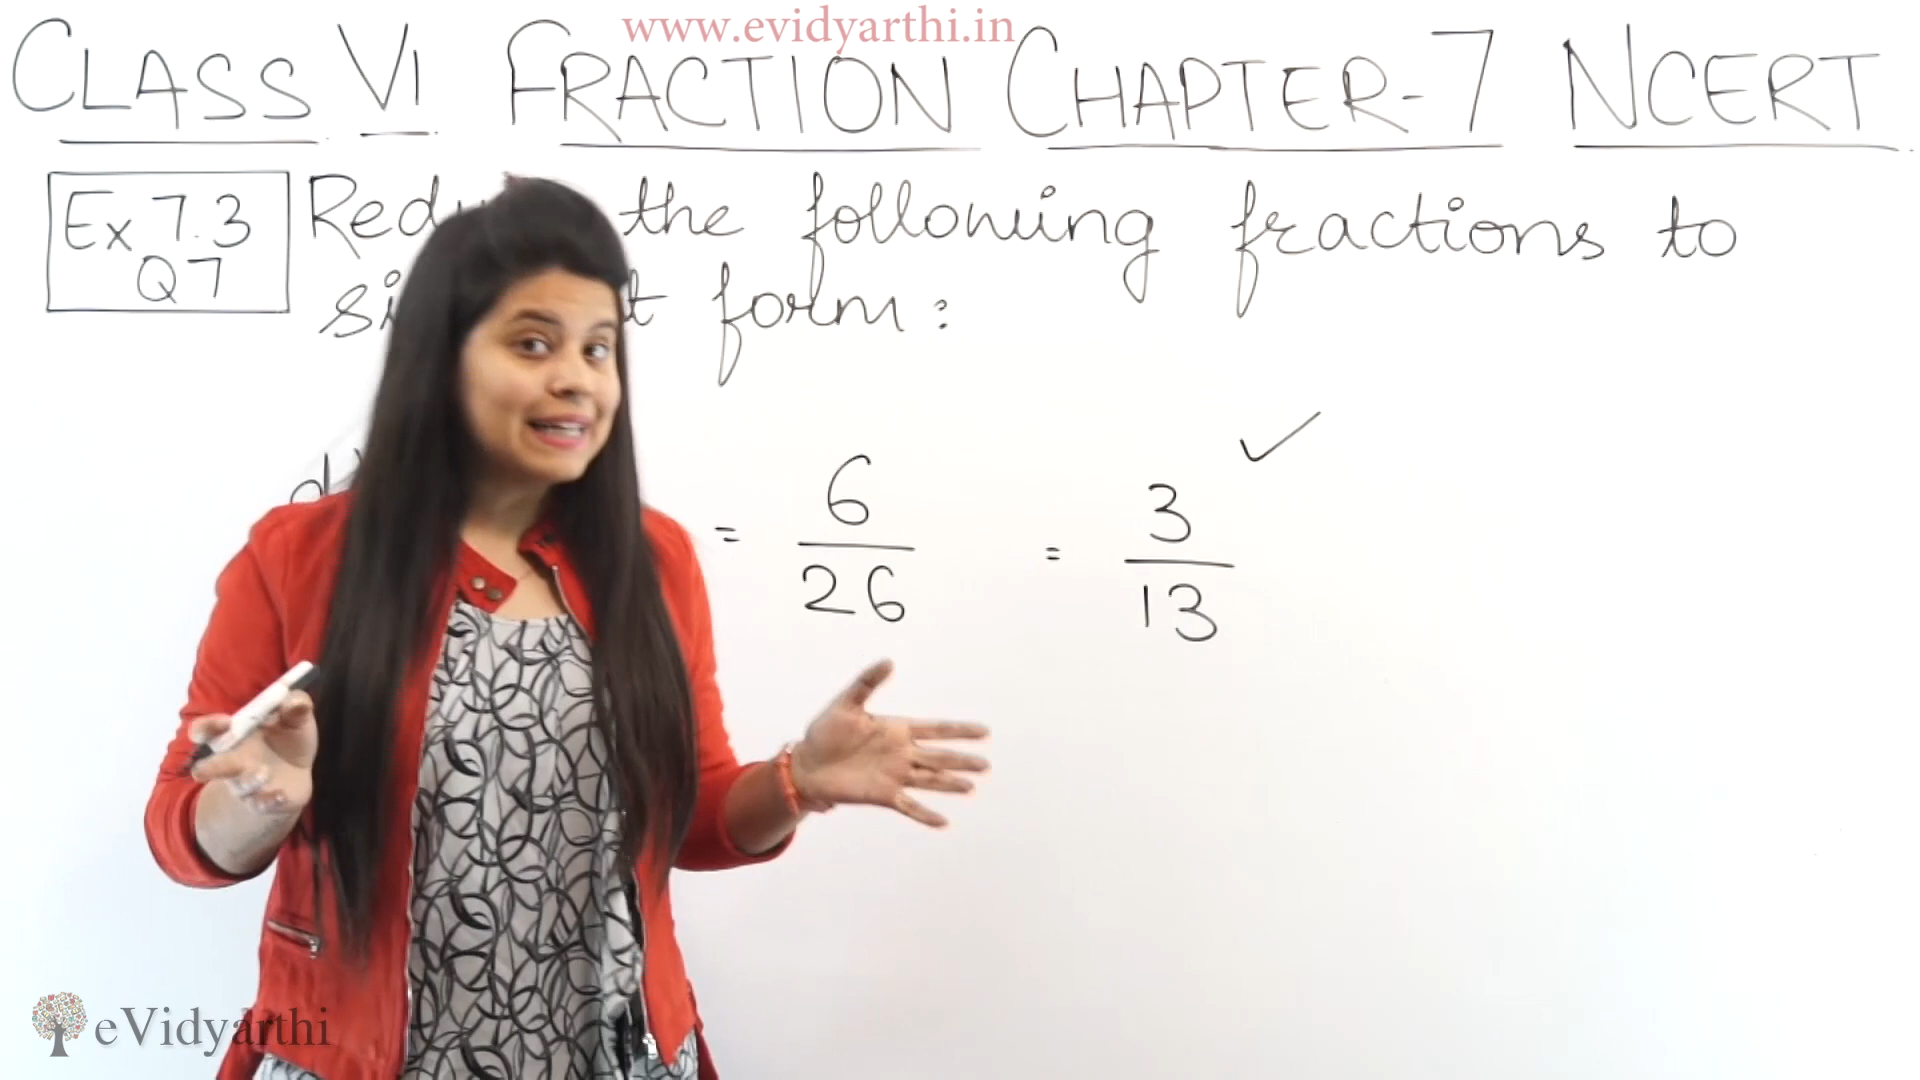 www.evidyarthi.in
CLASS VI FRACTION CHAPTER-7 NCERT
Ex 7.3
Q7
the following fractions to
form:
= 6/26 = 3/13
eVidyarthi